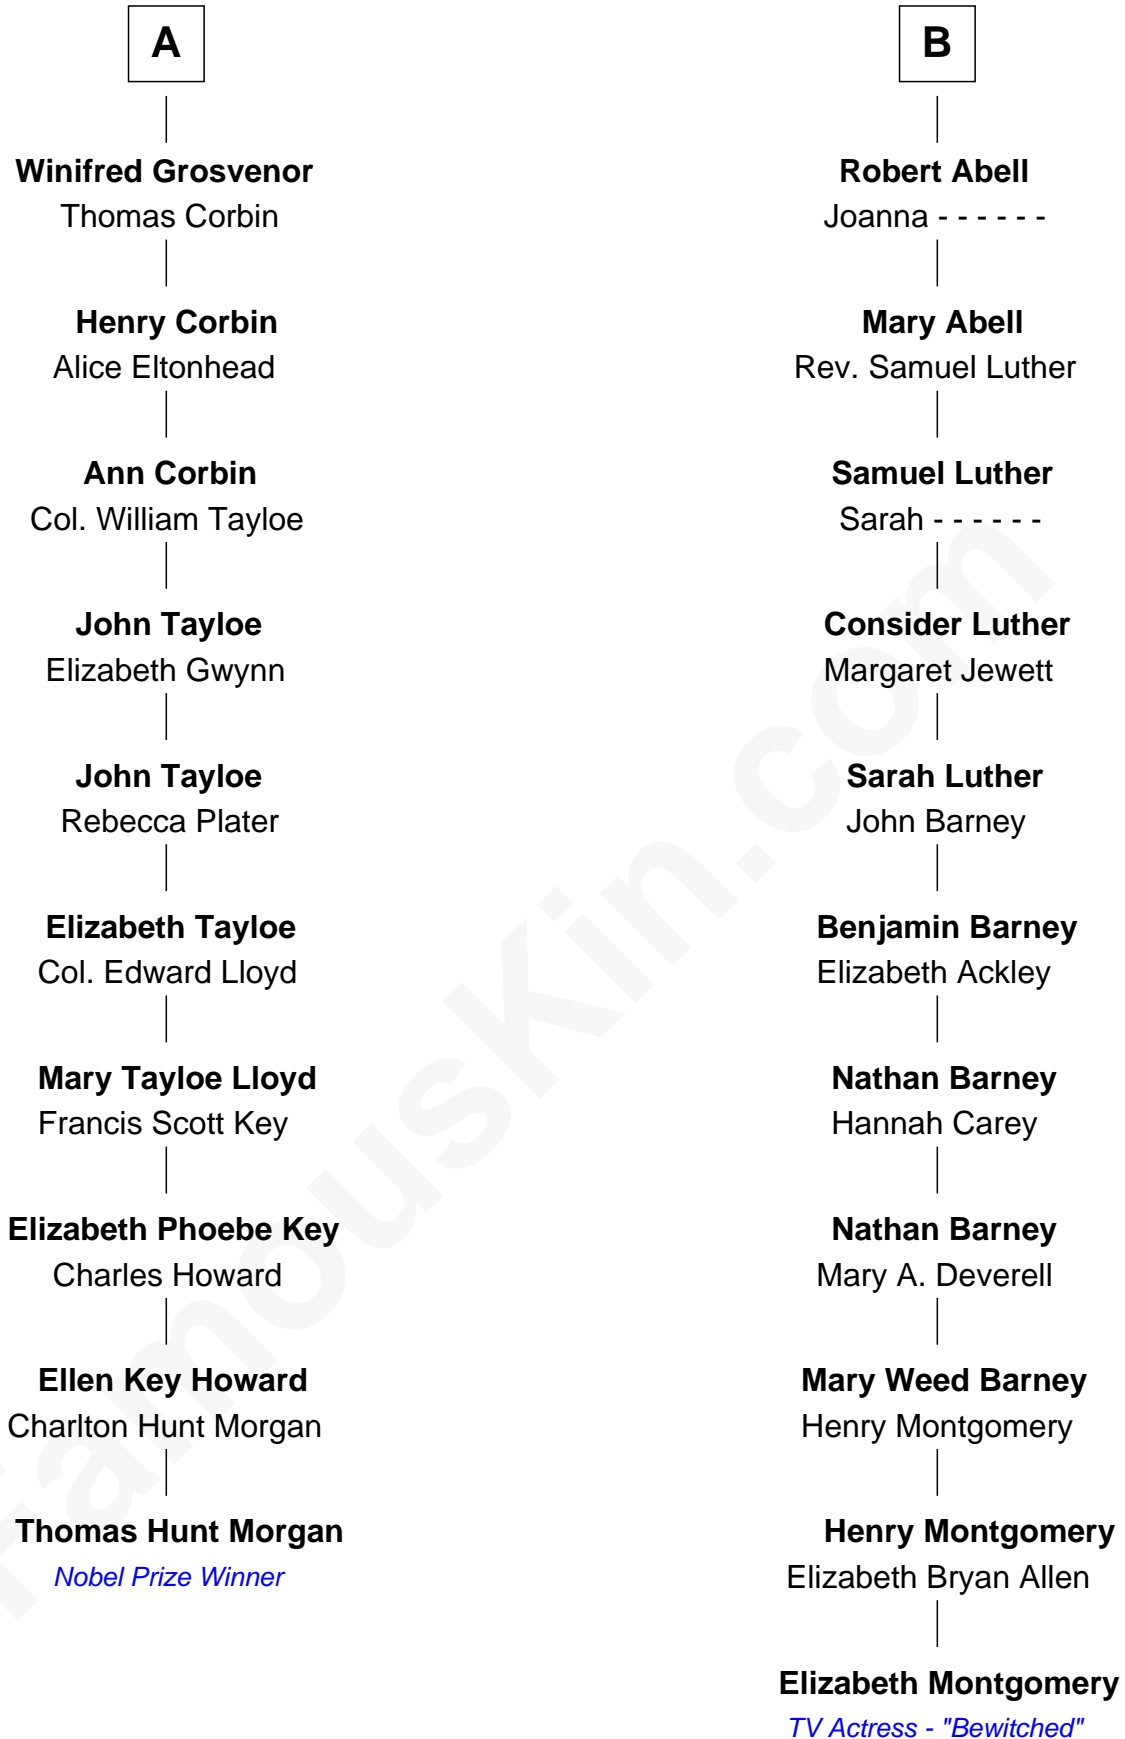 A
Winifred Grosvenor
Thomas Corbin
Henry Corbin
Alice Eltonhead
Ann Corbin
Col. William Tayloe
John Tayloe
Elizabeth Gwynn
John Tayloe
Rebecca Plater
Elizabeth Tayloe
Col. Edward Lloyd
Mary Tayloe Lloyd
Francis Scott Key
Elizabeth Phoebe Key
Charles Howard
Ellen Key Howard
Charlton Hunt Morgan
Thomas Hunt Morgan
Nobel Prize Winner
B
Robert Abell
Joanna - - - - - -
Mary Abell
Rev. Samuel Luther
Samuel Luther
Sarah - - - - - -
Consider Luther
Margaret Jewett
Sarah Luther
John Barney
Benjamin Barney
Elizabeth Ackley
Nathan Barney
Hannah Carey
Nathan Barney
Mary A. Deverell
Mary Weed Barney
Henry Montgomery
Henry Montgomery
Elizabeth Bryan Allen
Elizabeth Montgomery
TV Actress - "Bewitched"
FamousKin.com